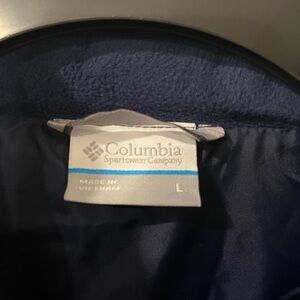 Columbia
Sportswear Company
MADE IN
VIETNAM
L